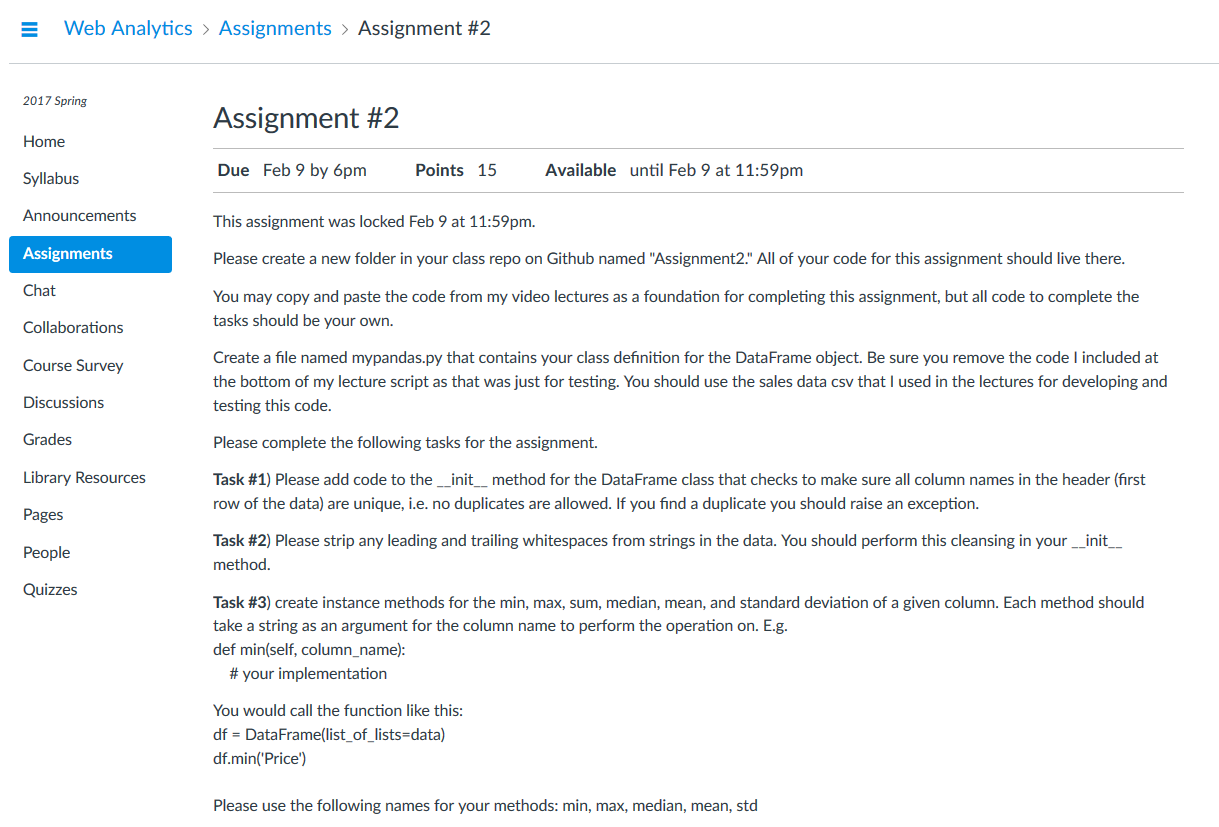 Web Analytics > Assignments > Assignment #2
2017 Spring
Home
Syllabus
Announcements
Assignments
Chat
Collaborations
Course Survey
Discussions
Grades
Library Resources
Pages
People
Quizzes
Assignment #2
Due Feb 9 by 6pm Points 15 Available until Feb 9 at 11:59pm
This assignment was locked Feb 9 at 11:59pm.
Please create a new folder in your class repo on Github named "Assignment2." All of your code for this assignment should live there.
You may copy and paste the code from my video lectures as a foundation for completing this assignment, but all code to complete the
tasks should be your own.
Create a file named mypandas.py that contains your class definition for the DataFrame object. Be sure you remove the code I included at
the bottom of my lecture script as that was just for testing. You should use the sales data csv that I used in the lectures for developing and
testing this code.
Please complete the following tasks for the assignment.
Task #1) Please add code to the __init__ method for the DataFrame class that checks to make sure all column names in the header (first
row of the data) are unique, i.e. no duplicates are allowed. If you find a duplicate you should raise an exception.
Task #2) Please strip any leading and trailing whitespaces from strings in the data. You should perform this cleansing in your __init__
method.
Task #3) create instance methods for the min, max, sum, median, mean, and standard deviation of a given column. Each method should
take a string as an argument for the column name to perform the operation on. E.g.
def min(self, column_name):
# your implementation
You would call the function like this:
df = DataFrame(list_of_lists=data)
df.min('Price')
Please use the following names for your methods: min, max, median, mean, std